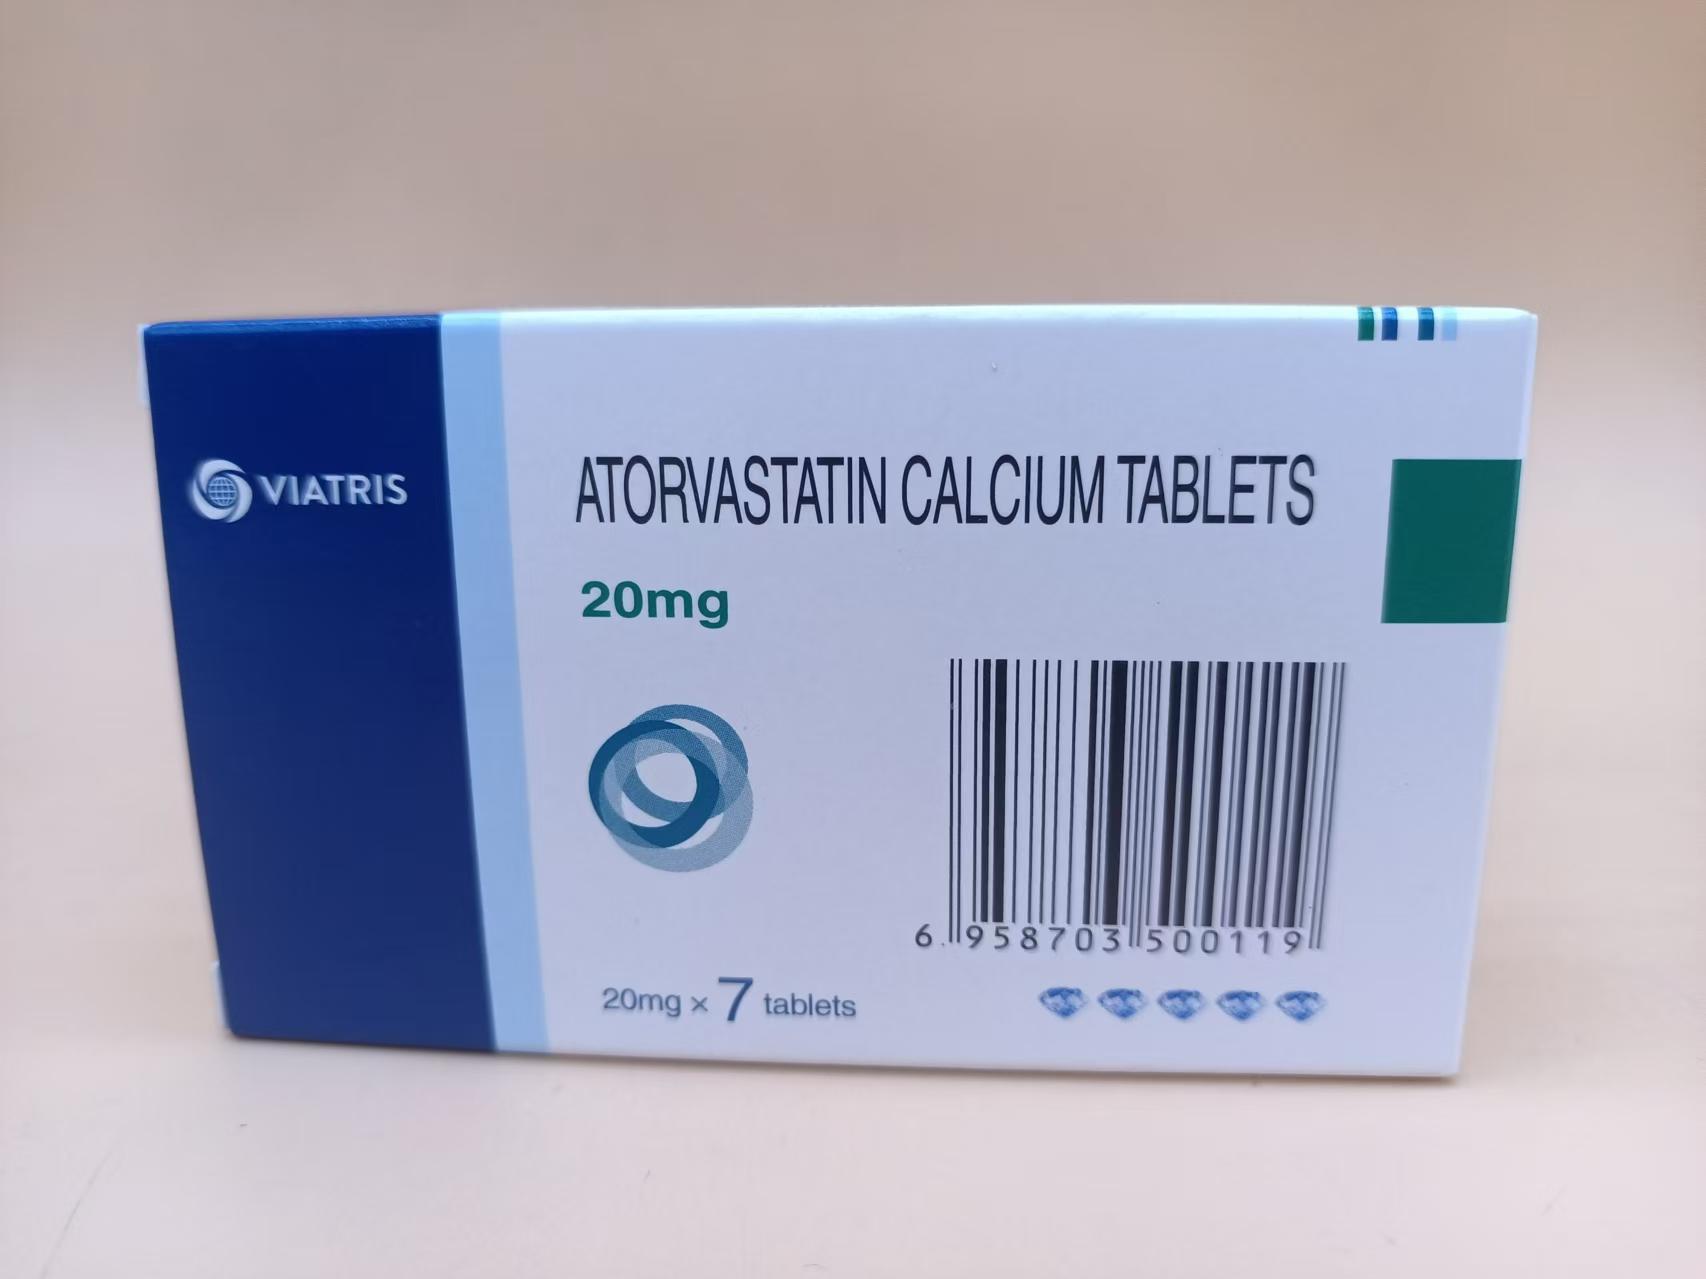 VIATRIS
ATORVASTATIN CALCIUM TABLETS
20mg
6 958703 500119
20mg × 7 tablets